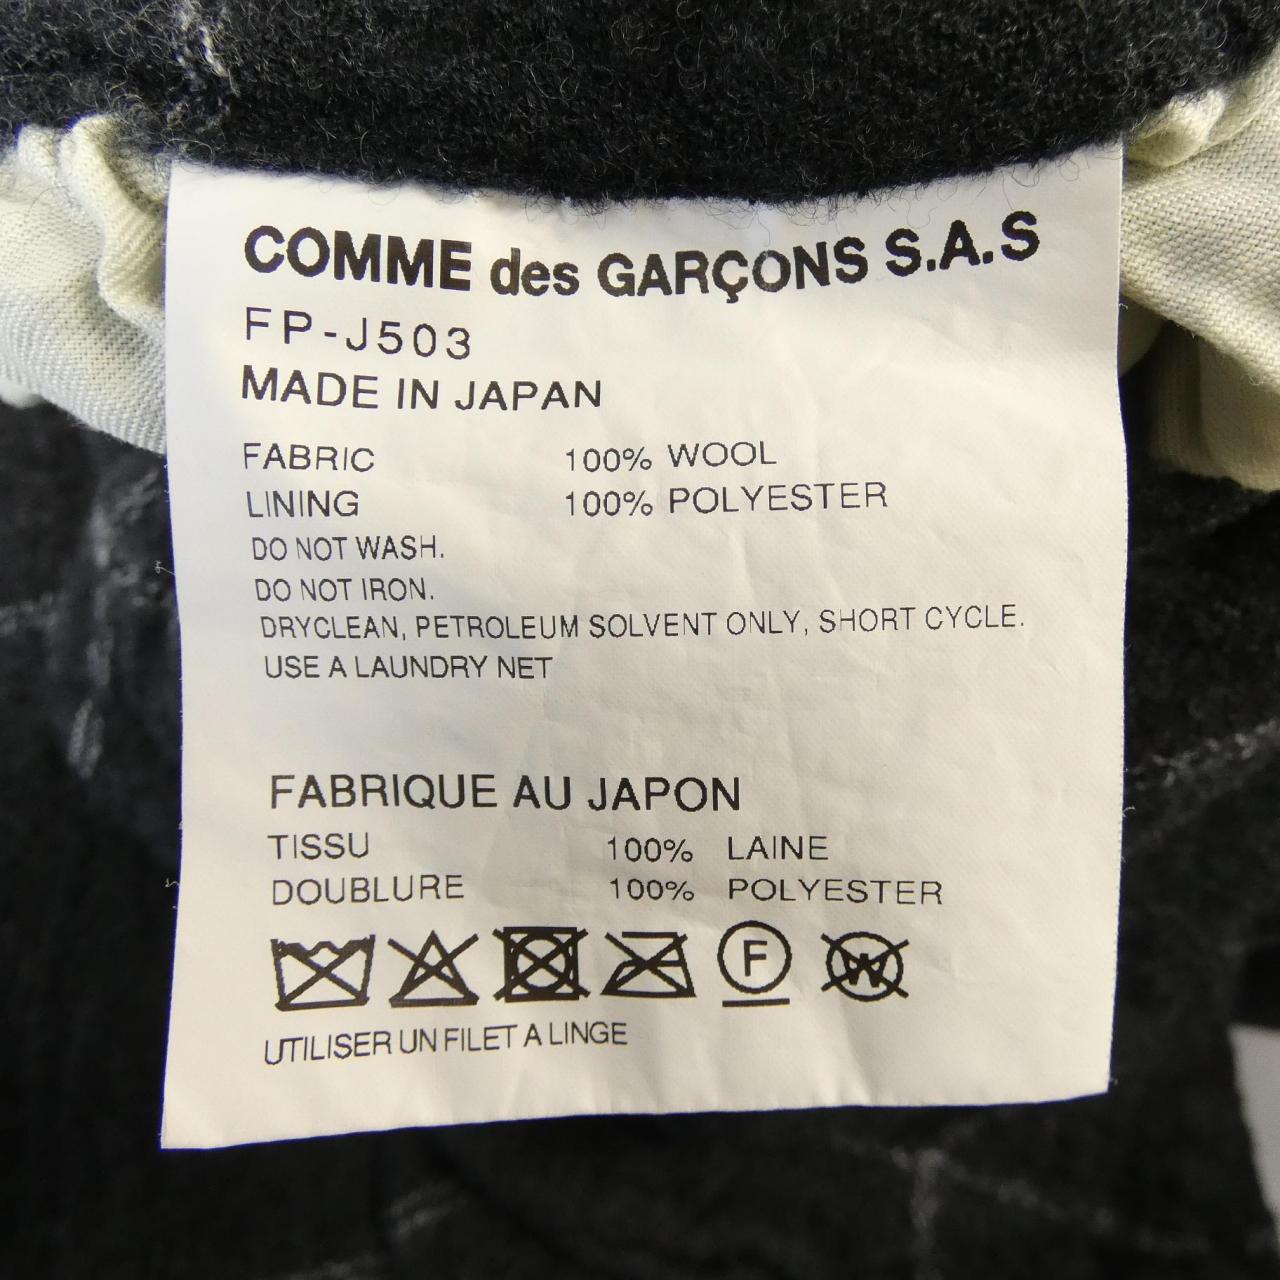 COMME des GARÇONS S.A.S
FP-J503
MADE IN JAPAN
FABRIC 100% WOOL
LINING 100% POLYESTER
DO NOT WASH.
DO NOT IRON.
DRYCLEAN, PETROLEUM SOLVENT ONLY, SHORT CYCLE.
USE A LAUNDRY NET
FABRIQUE AU JAPON
TISSU 100% LAINE
DOUBLURE 100% POLYESTER
F W
UTILISER UN FILET A LINGE